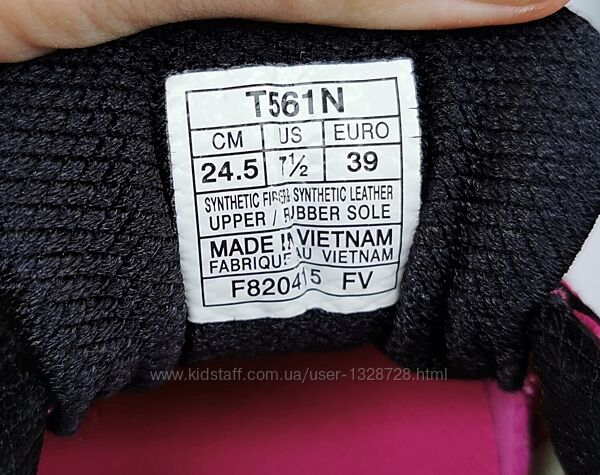 T561N
CM US EURO
24.5 7½ 39
SYNTHETIC FIBER& SYNTHETIC LEATHER
UPPER / RUBBER SOLE
MADE IN VIETNAM
FABRIQUE AU VIETNAM
F820415 FV
www.kidstaff.com.ua/user-1328728.html